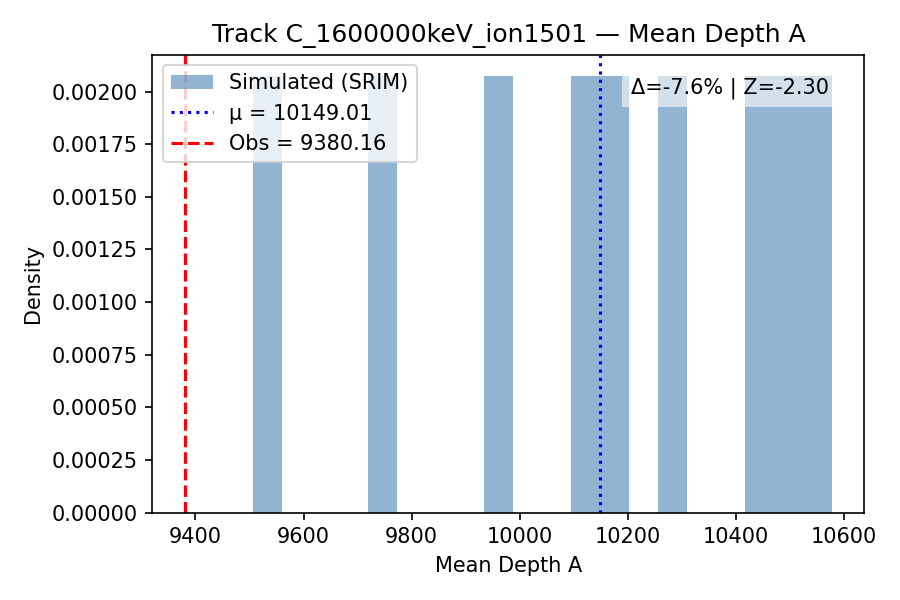 Track C_1600000keV_ion1501 — Mean Depth A
Simulated (SRIM)
μ = 10149.01
Obs = 9380.16
Δ=-7.6% | Z=-2.30
Density
0.00200
0.00175
0.00150
0.00125
0.00100
0.00075
0.00050
0.00025
0.00000
9400 9600 9800 10000 10200 10400 10600
Mean Depth A